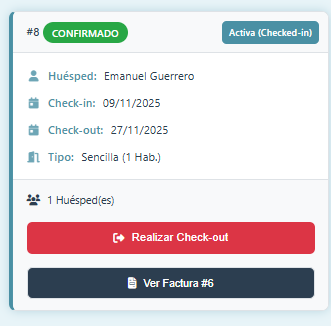 #8 CONFIRMADO Activa (Checked-in)
Huésped: Emanuel Guerrero
Check-in: 09/11/2025
Check-out: 27/11/2025
Tipo: Sencilla (1 Hab.)
1 Huésped(es)
Realizar Check-out
Ver Factura #6